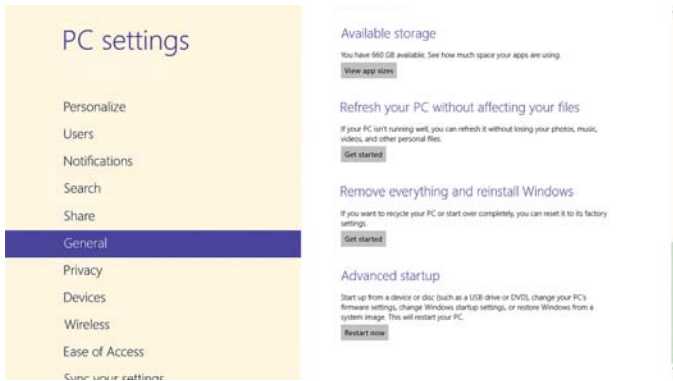 PC settings
Personalize
Users
Notifications
Search
Share
General
Privacy
Devices
Wireless
Ease of Access
Sync your settings
Available storage
You have 660 GB available. See how much space your apps are using.
View app sizes
Refresh your PC without affecting your files
If your PC isn't running well, you can refresh it without losing your photos, music,
videos, and other personal files.
Get started
Remove everything and reinstall Windows
If you want to recycle your PC or start over completely, you can reset it to its factory
settings.
Get started
Advanced startup
Start up from a device or disc (such as a USB drive or DVD), change your PC's
firmware settings, change Windows startup settings, or restore Windows from a
system image. This will restart your PC.
Restart now